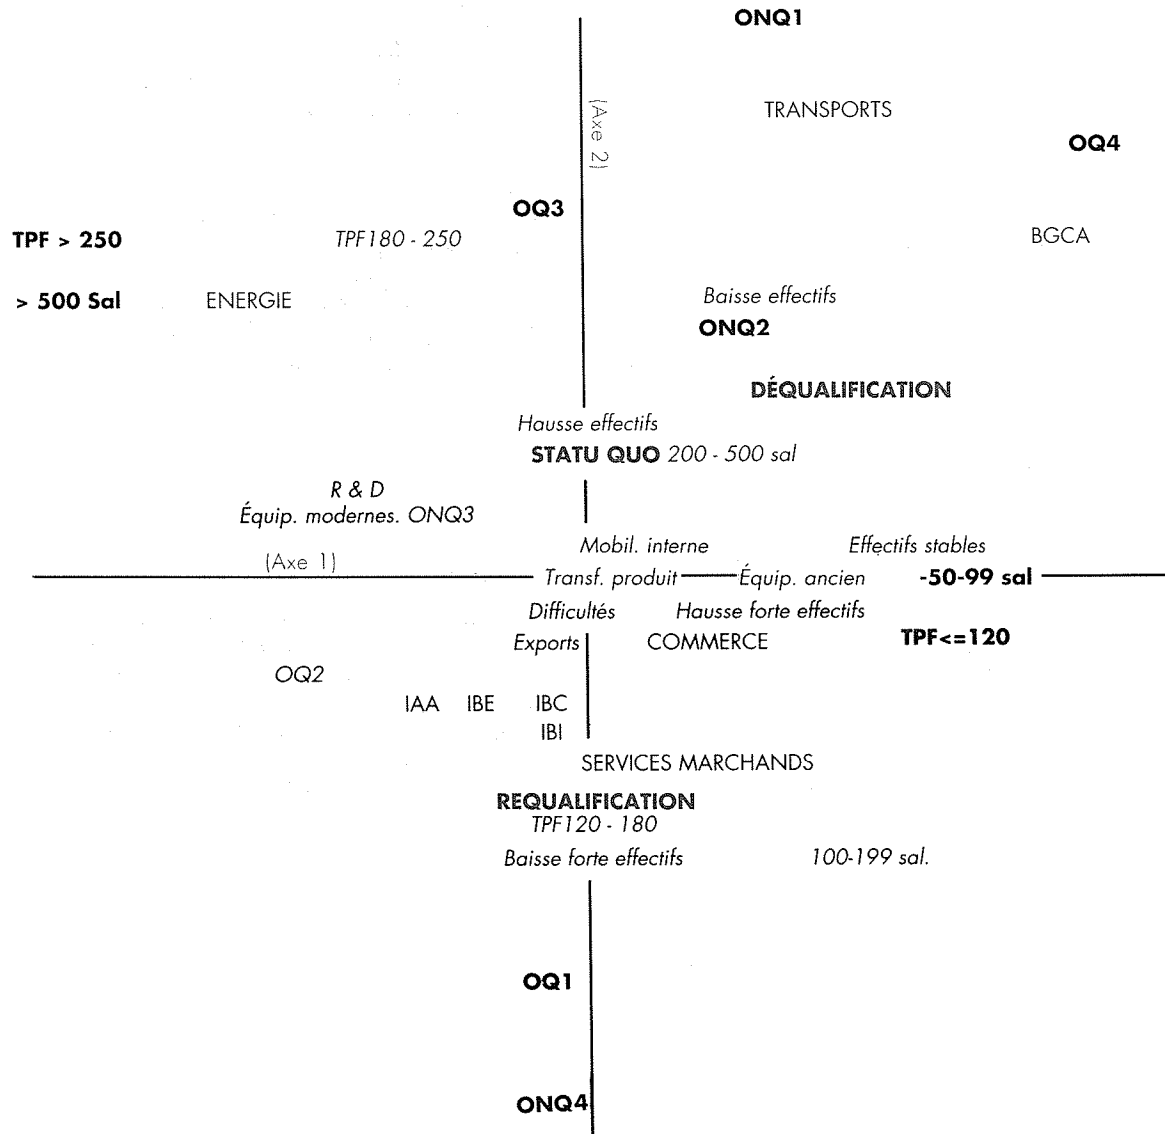 ONQ1
TRANSPORTS
(Axe 2)
OQ4
OQ3
TPF > 250 TPF180 - 250 BGCA
> 500 Sal ENERGIE Baisse effectifs
ONQ2
DÉQUALIFICATION
Hausse effectifs
STATU QUO 200 - 500 sal
R & D
Équip. modernes. ONQ3
Mobil. interne Effectifs stables
(Axe 1)
Transf. produit Équip. ancien -50-99 sal
Difficultés Hausse forte effectifs
Exports COMMERCE TPF<=120
OQ2
IAA IBE IBC
IBI
SERVICES MARCHANDS
REQUALIFICATION
TPF120 - 180
Baisse forte effectifs 100-199 sal.
OQ1
ONQ4